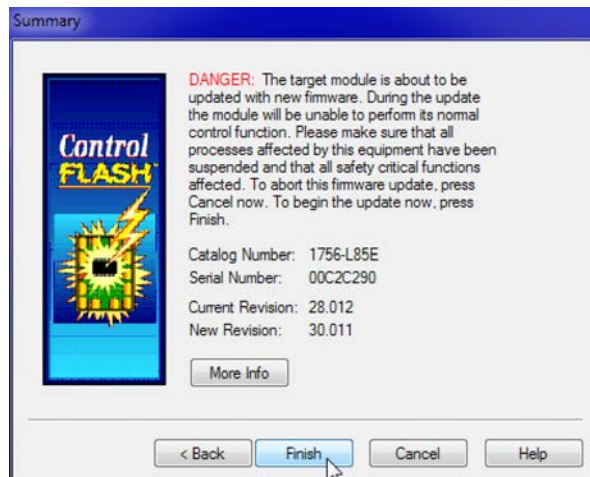 Summary
DANGER: The target module is about to be
updated with new firmware. During the update
the module will be unable to perform its normal
control function. Please make sure that all
processes affected by this equipment have been
suspended and that all safety critical functions
affected. To abort this firmware update, press
Cancel now. To begin the update now, press
Finish.
Control
FLASH™
Catalog Number: 1756-L85E
Serial Number: 00C2C290
Current Revision: 28.012
New Revision: 30.011
More Info
< Back Finish Cancel Help